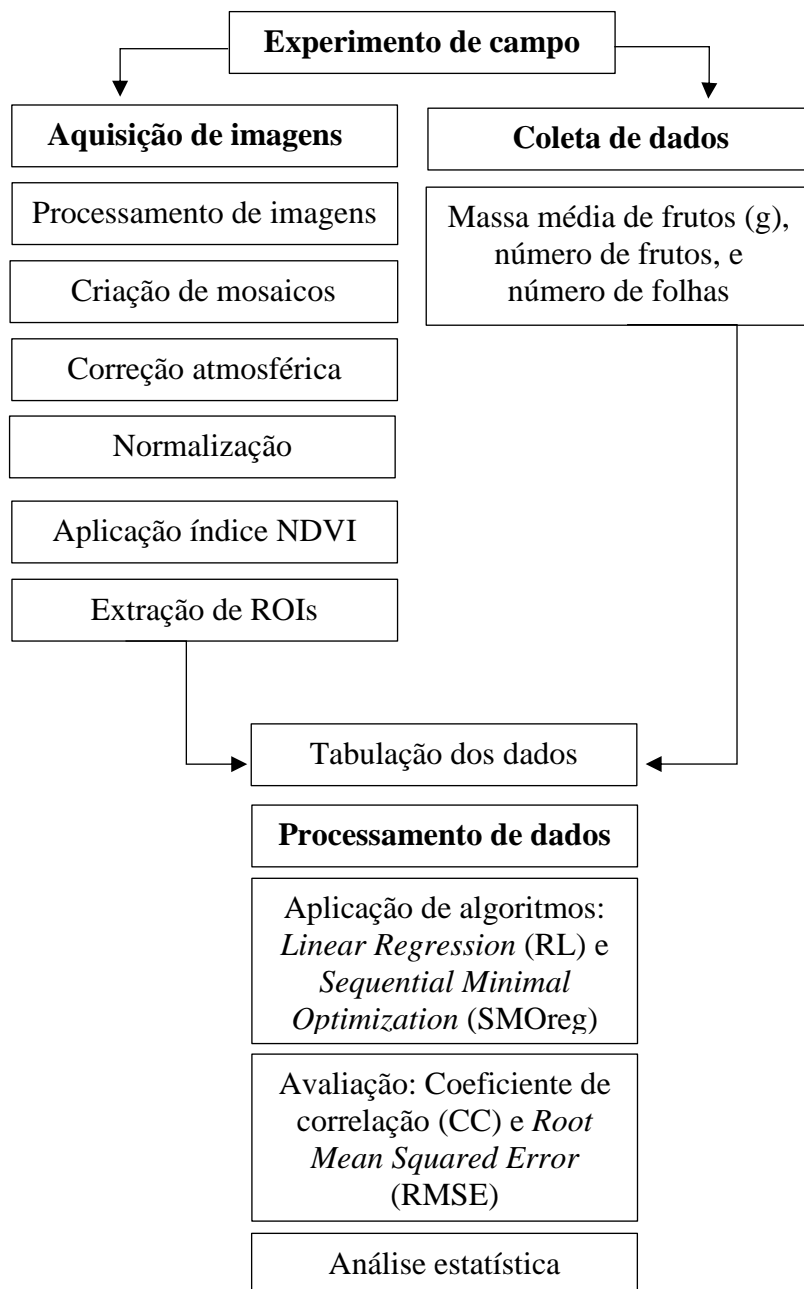 Experimento de campo
Aquisição de imagens
Processamento de imagens
Criação de mosaicos
Correção atmosférica
Normalização
Aplicação índice NDVI
Extração de ROIs
Coleta de dados
Massa média de frutos (g),
número de frutos, e
número de folhas
Tabulação dos dados
Processamento de dados
Aplicação de algoritmos:
Linear Regression (RL) e
Sequential Minimal
Optimization (SMOreg)
Avaliação: Coeficiente de
correlação (CC) e Root
Mean Squared Error
(RMSE)
Análise estatística